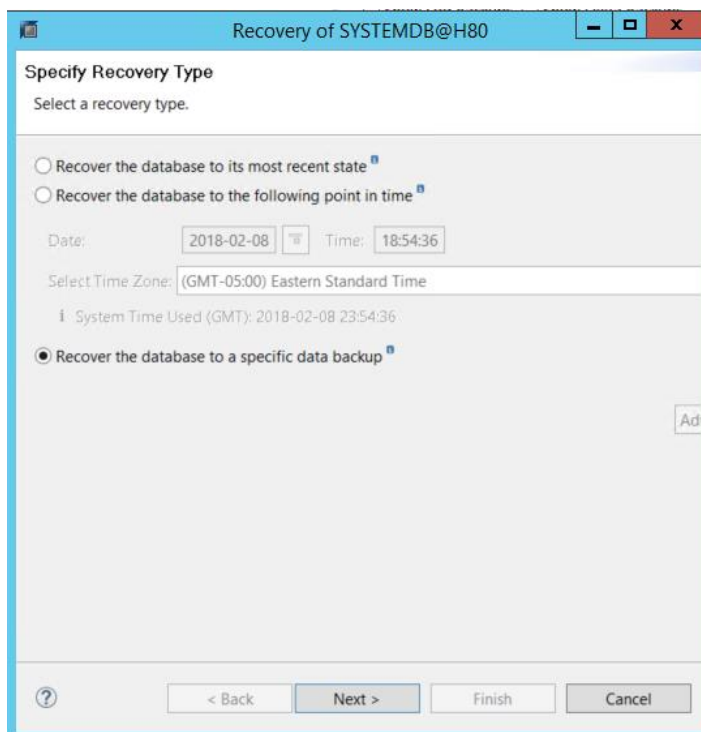 Recovery of SYSTEMDB@H80
Specify Recovery Type
Select a recovery type.
Recover the database to its most recent state
Recover the database to the following point in time
Date: 2018-02-08 Time: 18:54:36
Select Time Zone: (GMT-05:00) Eastern Standard Time
i System Time Used (GMT): 2018-02-08 23:54:36
Recover the database to a specific data backup
Ad
? < Back Next > Finish Cancel